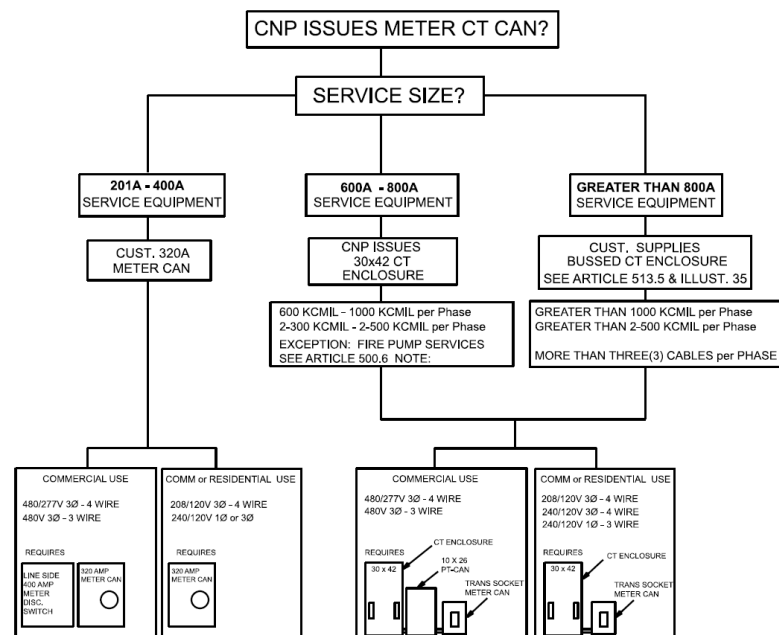 CNP ISSUES METER CT CAN?
SERVICE SIZE?
201A - 400A
SERVICE EQUIPMENT
600A - 800A
SERVICE EQUIPMENT
GREATER THAN 800A
SERVICE EQUIPMENT
CUST. 320A
METER CAN
CNP ISSUES
30x42 CT
ENCLOSURE
CUST. SUPPLIES
BUSSED CT ENCLOSURE
SEE ARTICLE 513.5 & ILLUST. 35
600 KCMIL - 1000 KCMIL per Phase
2-300 KCMIL - 2-500 KCMIL per Phase
EXCEPTION: FIRE PUMP SERVICES
SEE ARTICLE 500.6 NOTE:
GREATER THAN 1000 KCMIL per Phase
GREATER THAN 2-500 KCMIL per Phase
MORE THAN THREE(3) CABLES per PHASE
COMMERCIAL USE
480/277V 3Ø - 4 WIRE
480V 3Ø - 3 WIRE
REQUIRES
LINE SIDE
400 AMP
METER
DISC.
SWITCH
320 AMP
METER CAN
COMM or RESIDENTIAL USE
208/120V 3Ø - 4 WIRE
240/120V 1Ø or 3Ø
REQUIRES
320 AMP
METER CAN
COMMERCIAL USE
480/277V 3Ø - 4 WIRE
480V 3Ø - 3 WIRE
REQUIRES
CT ENCLOSURE
30 x 42
10 X 26
PT-CAN
TRANS SOCKET
METER CAN
COMM or RESIDENTIAL USE
208/120V 3Ø - 4 WIRE
240/120V 3Ø - 4 WIRE
240/120V 1Ø - 3 WIRE
REQUIRES
CT ENCLOSURE
30 x 42
TRANS SOCKET
METER CAN